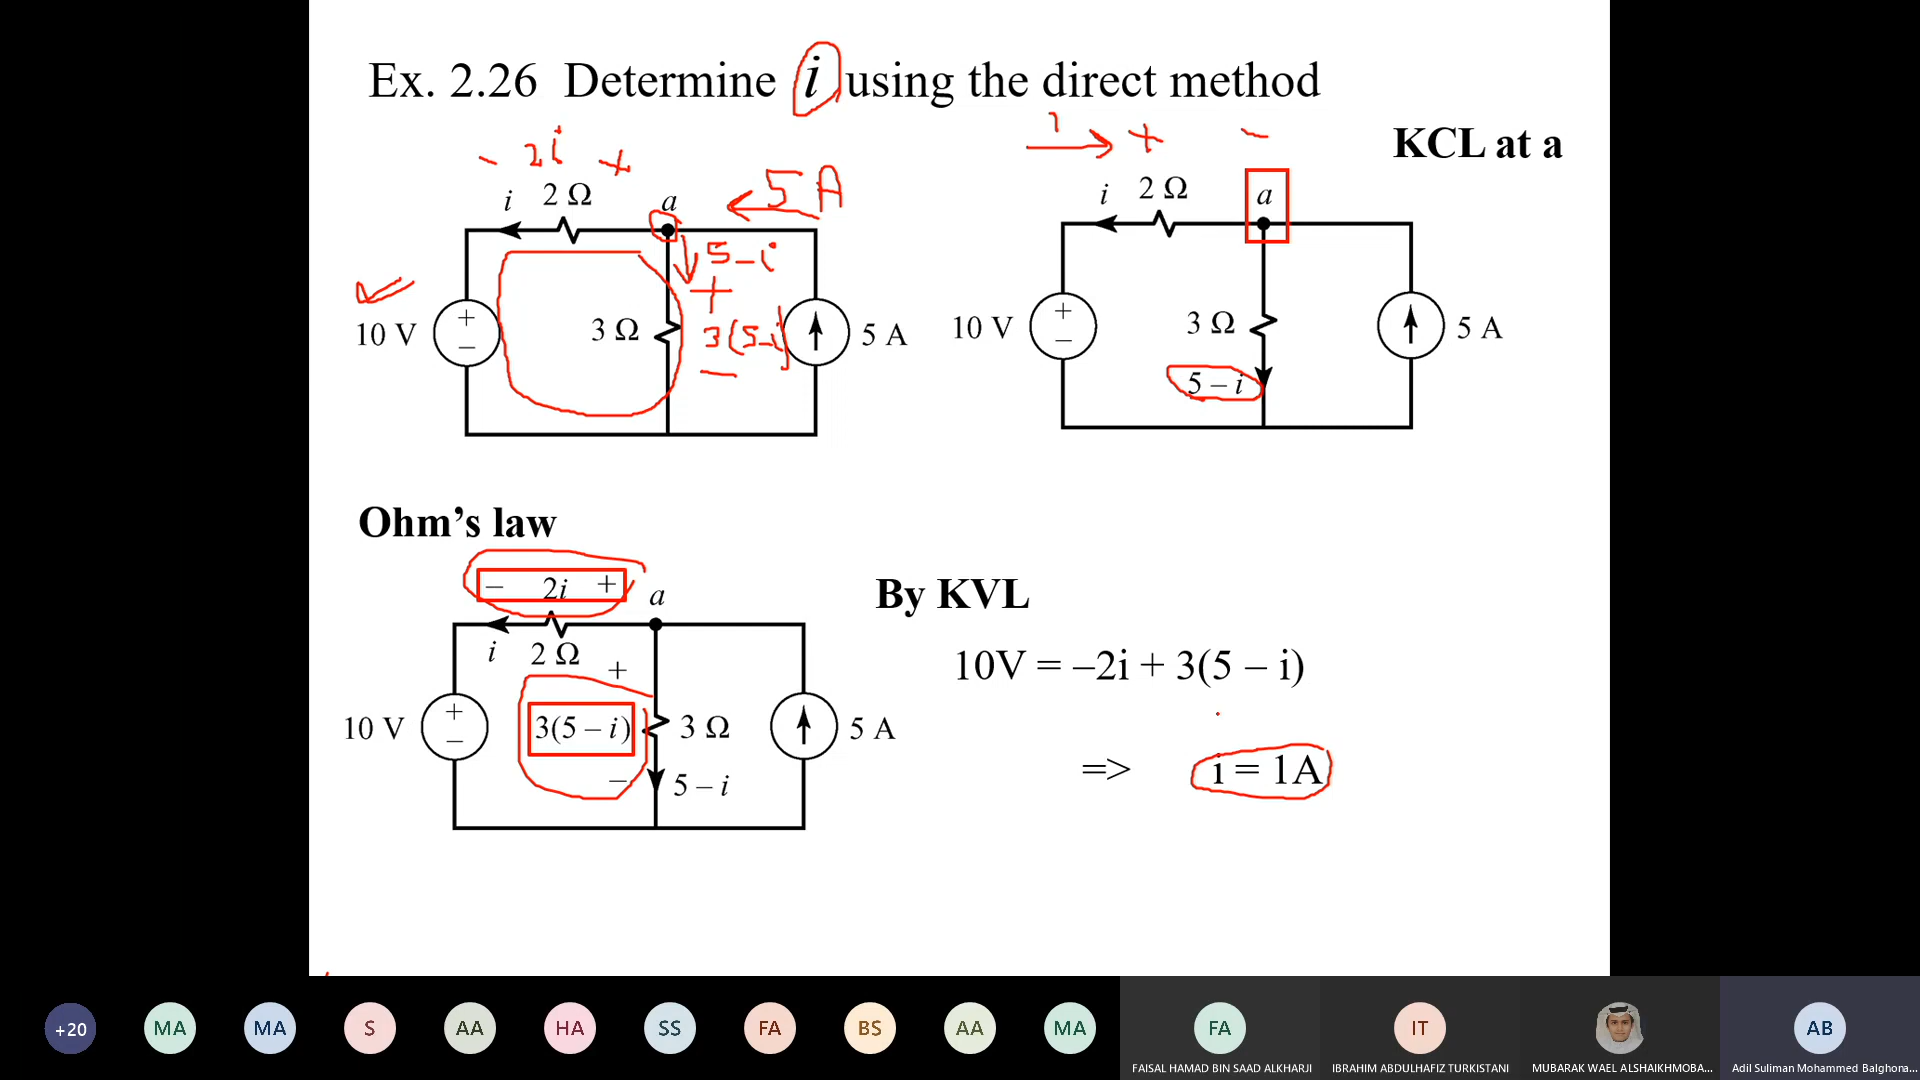 Ex. 2.26 Determine i using the direct method
KCL at a
- 2i +
i 2 Ω a
5 A
5-i
+
10 V + − 3 Ω 3(5-i) 5 A
−
+ −
i 2 Ω a
10 V + − 3 Ω 5 A
5 – i
Ohm's law
− 2i + a
i 2 Ω
+
10 V + − 3(5 – i) 3 Ω 5 A
− 5 – i
By KVL
10V = –2i + 3(5 – i)
=> i = 1A
+20 MA MA S AA HA SS FA BS AA MA FA IT AB
FAISAL HAMAD BIN SAAD ALKHARJI IBRAHIM ABDULHAFIZ TURKISTANI MUBARAK WAEL ALSHAIKHMOBA... Adil Suliman Mohammed Balghona...